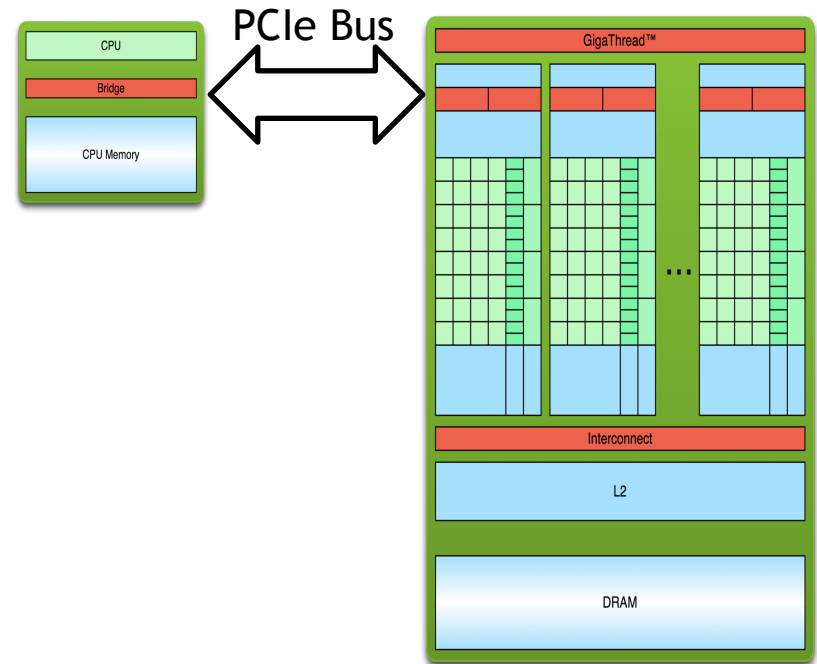 PCIe Bus
CPU
Bridge
CPU Memory
GigaThread™
...
Interconnect
L2
DRAM